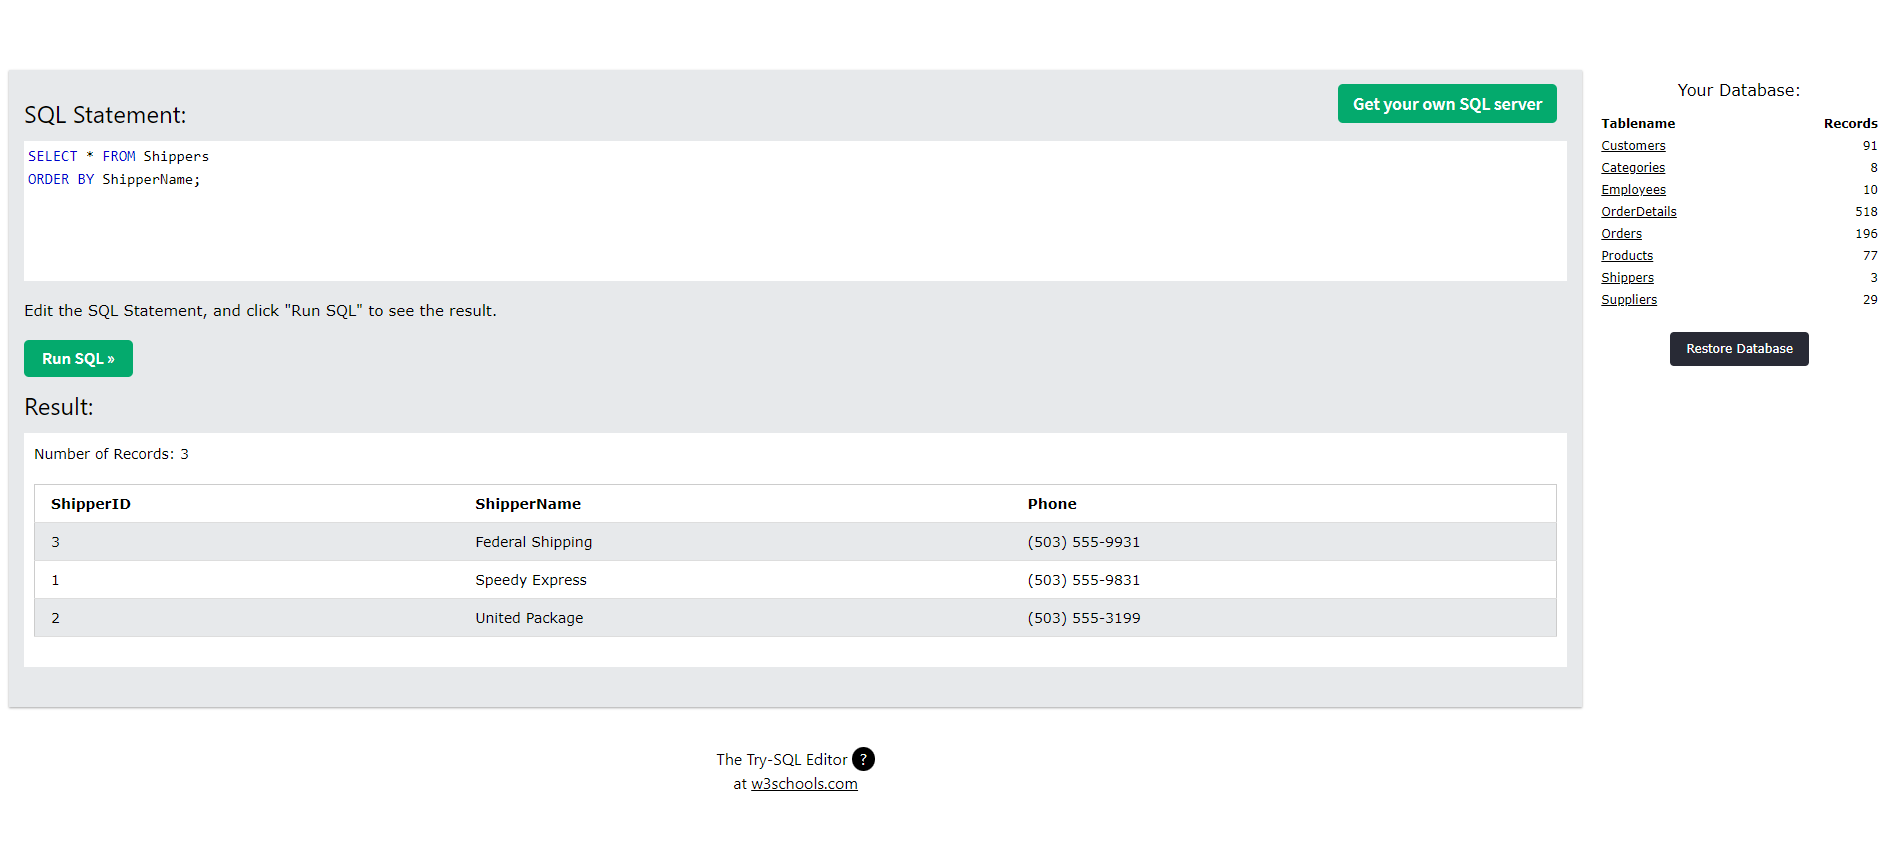 Get your own SQL server
SQL Statement:
SELECT * FROM Shippers
ORDER BY ShipperName;
Edit the SQL Statement, and click "Run SQL" to see the result.
Run SQL »
Result:
Number of Records: 3
ShipperID ShipperName Phone
3 Federal Shipping (503) 555-9931
1 Speedy Express (503) 555-9831
2 United Package (503) 555-3199
Your Database:
Tablename Records
Customers 91
Categories 8
Employees 10
OrderDetails 518
Orders 196
Products 77
Shippers 3
Suppliers 29
Restore Database
The Try-SQL Editor ?
at w3schools.com